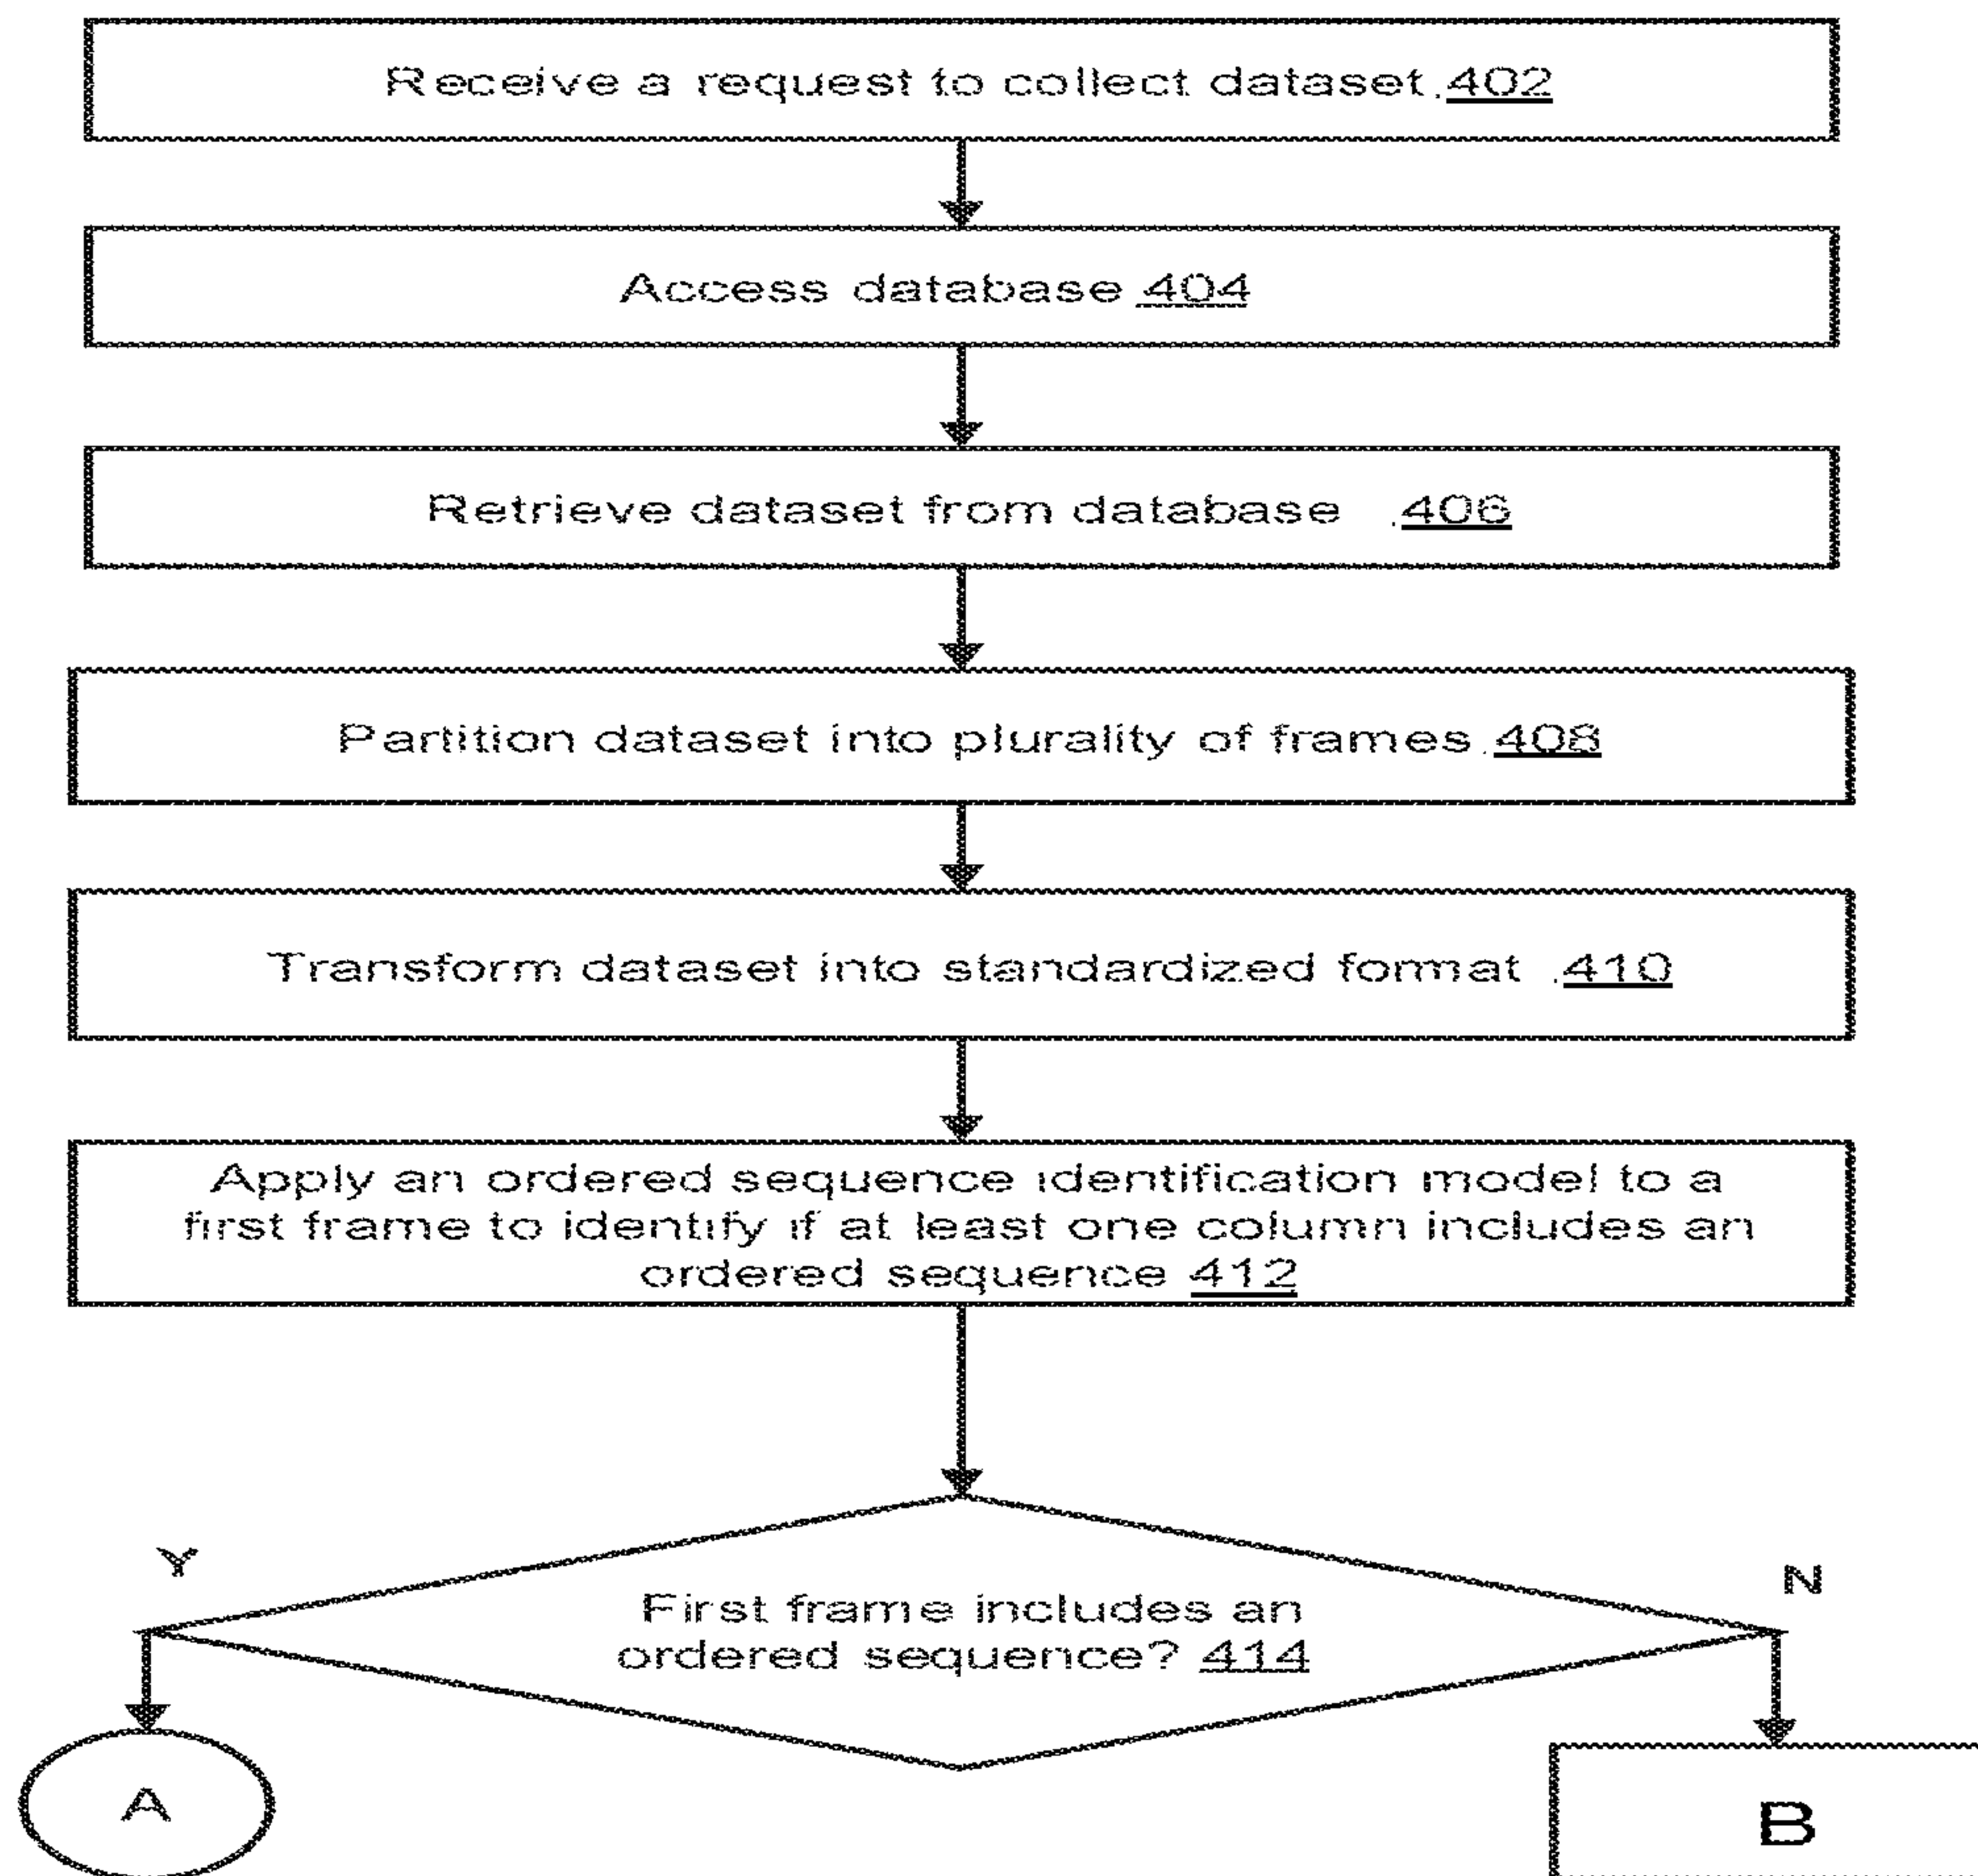 Receive a request to collect dataset.402
Access database 404
Retrieve dataset from database .406
Partition dataset into plurality of frames.408
Transform dataset into standardized format .410
Apply an ordered sequence identification model to a
first frame to identify if at least one column includes an
ordered sequence 412
Y
N
First frame includes an
ordered sequence? 414
A
B